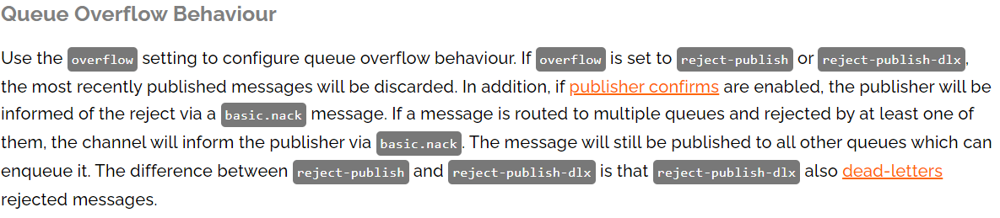 Queue Overflow Behaviour
Use the overflow setting to configure queue overflow behaviour. If overflow is set to reject-publish or reject-publish-dlx,
the most recently published messages will be discarded. In addition, if publisher confirms are enabled, the publisher will be
informed of the reject via a basic.nack message. If a message is routed to multiple queues and rejected by at least one of
them, the channel will inform the publisher via basic.nack. The message will still be published to all other queues which can
enqueue it. The difference between reject-publish and reject-publish-dlx is that reject-publish-dlx also dead-letters
rejected messages.